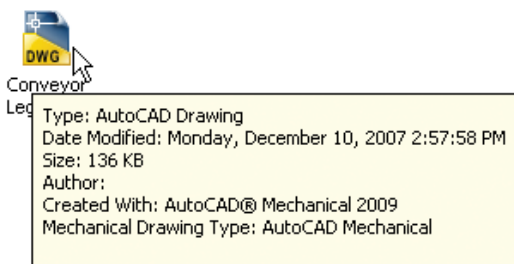 DWG
Conveyor
Type: AutoCAD Drawing
Date Modified: Monday, December 10, 2007 2:57:58 PM
Size: 136 KB
Author:
Created With: AutoCAD® Mechanical 2009
Mechanical Drawing Type: AutoCAD Mechanical